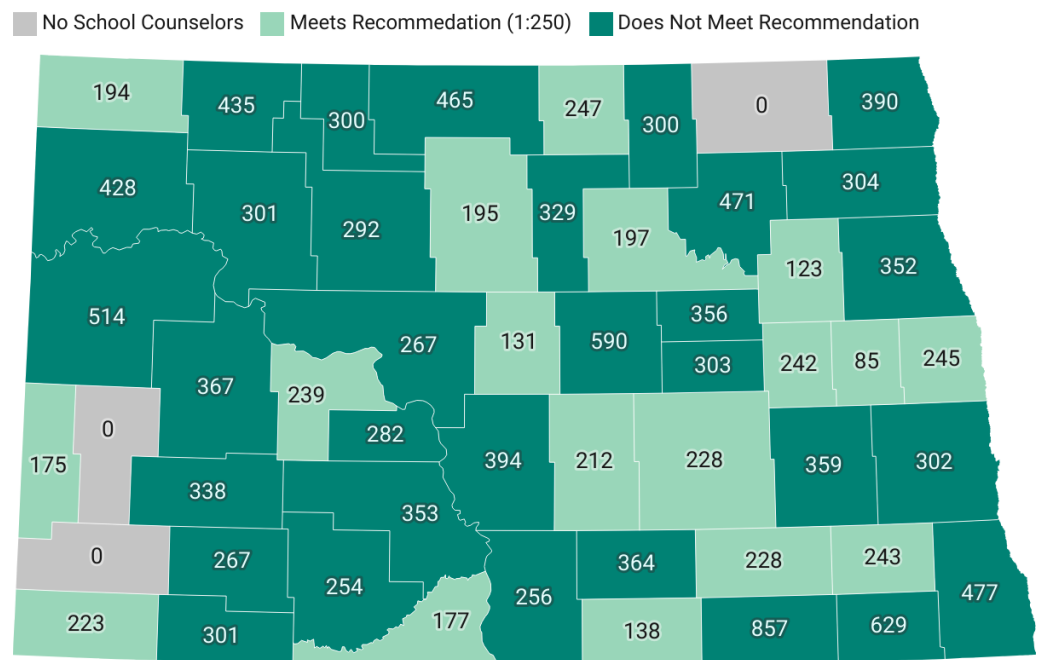 No School Counselors Meets Recommedation (1:250) Does Not Meet Recommendation
194 435 300 465 247 300 0 390
428 301 292 195 329 197 471 304
123 352
514 367 267 131 590 356
303 242 85 245
239 282
175 0 338 353 394 212 228 359 302
0 267 254 256 364 228 243 477
223 301 177 138 857 629